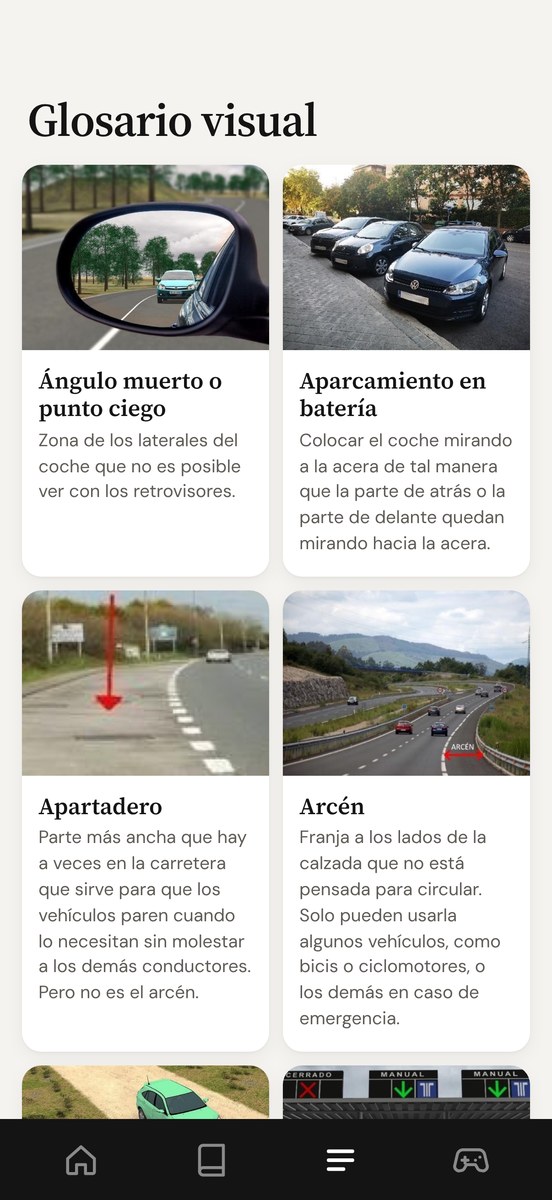 Glosario visual
Ángulo muerto o
punto ciego
Zona de los laterales del
coche que no es posible
ver con los retrovisores.
Aparcamiento en
batería
Colocar el coche mirando
a la acera de tal manera
que la parte de atrás o la
parte de delante quedan
mirando hacia la acera.
ARCÉN
Apartadero
Parte más ancha que hay
a veces en la carretera
que sirve para que los
vehículos paren cuando
lo necesitan sin molestar
a los demás conductores.
Pero no es el arcén.
Arcén
Franja a los lados de la
calzada que no está
pensada para circular.
Solo pueden usarla
algunos vehículos, como
bicis o ciclomotores, o
los demás en caso de
emergencia.
CERRADO
MANUAL
MANUAL